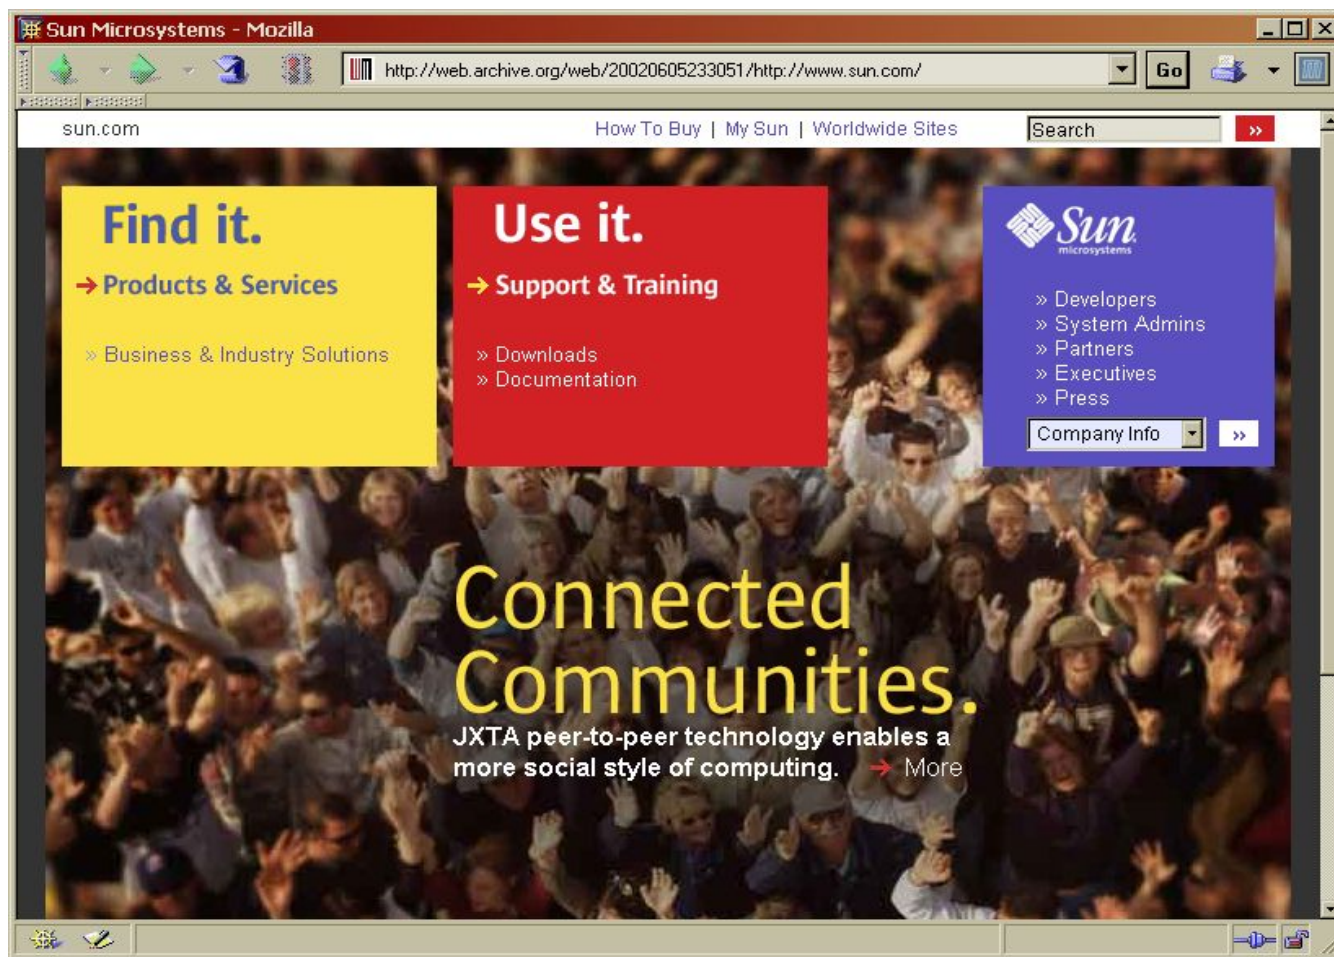 Sun Microsystems - Mozilla
http://web.archive.org/web/20020605233051/http://www.sun.com/
Go
sun.com
How To Buy | My Sun | Worldwide Sites
Search
»
Find it.
→ Products & Services
» Business & Industry Solutions
Use it.
→ Support & Training
» Downloads
» Documentation
Sun
microsystems
» Developers
» System Admins
» Partners
» Executives
» Press
Company Info
»
Connected
Communities.
JXTA peer-to-peer technology enables a
more social style of computing. → More